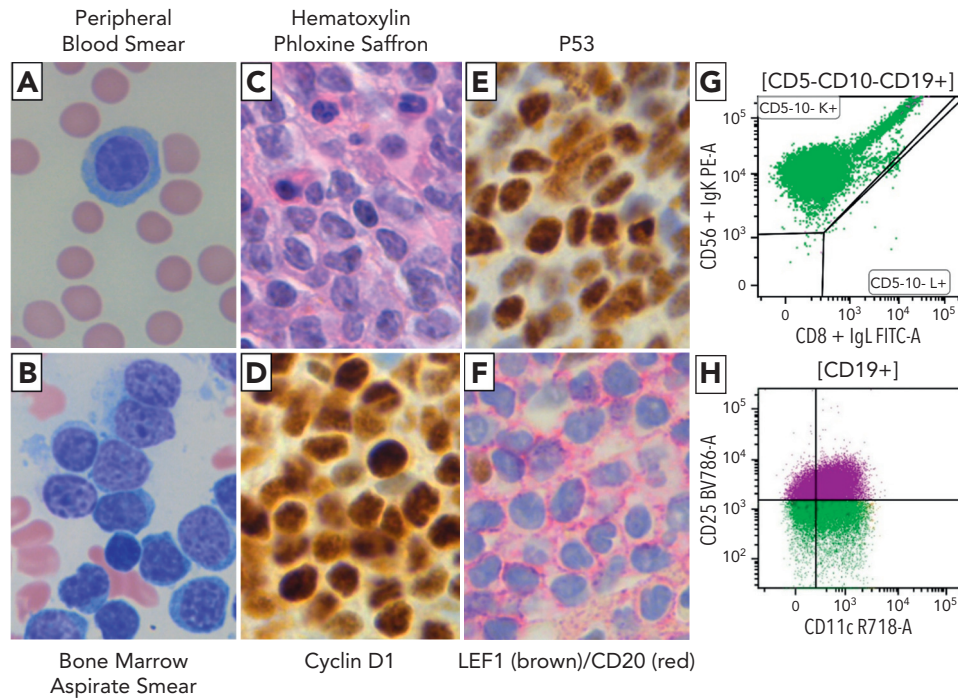 Peripheral
Blood Smear
Hematoxylin
Phloxine Saffron
P53
A
C
E
G
[CD5-CD10-CD19+]
CD5-10- K+
10⁵
10⁴
10³
0
CD56 + IgK PE-A
CD5-10- L+
0
10³
10⁴
10⁵
CD8 + IgL FITC-A
B
D
F
H
[CD19+]
10⁵
10⁴
10³
10²
CD25 BV786-A
0
10³
10⁴
10⁵
CD11c R718-A
Bone Marrow
Aspirate Smear
Cyclin D1
LEF1 (brown)/CD20 (red)